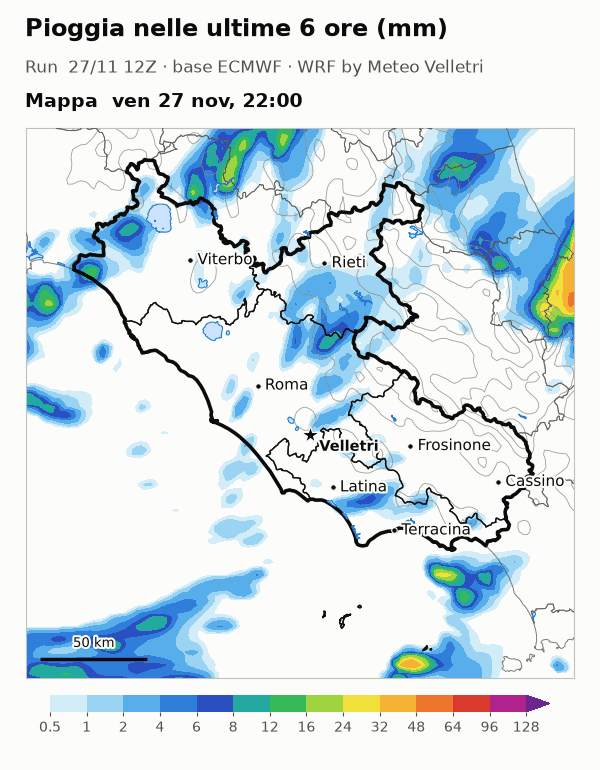 Pioggia nelle ultime 6 ore (mm)
Run  27/11 12Z · base ECMWF · WRF by Meteo Velletri
Mappa  ven 27 nov, 22:00
Viterbo
Rieti
Roma
Velletri
Frosinone
Cassino
Latina
Terracina
50 km
0.5 1 2 4 6 8 12 16 24 32 48 64 96 128